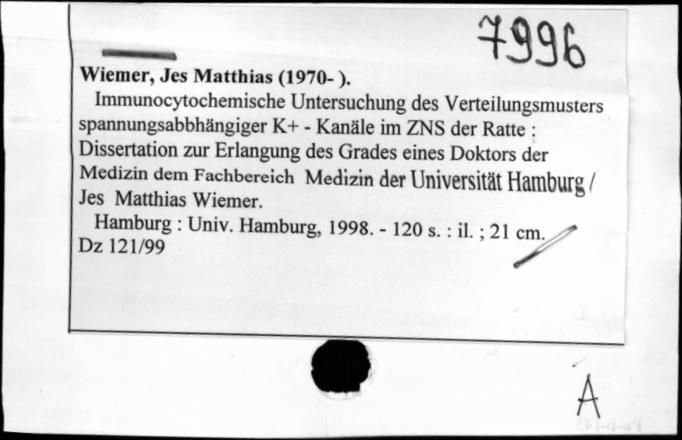 7996
Wiemer, Jes Matthias (1970- ).
Immunocytochemische Untersuchung des Verteilungsmusters
spannungsabbhängiger K+ - Kanäle im ZNS der Ratte :
Dissertation zur Erlangung des Grades eines Doktors der
Medizin dem Fachbereich Medizin der Universität Hamburg /
Jes Matthias Wiemer.
Hamburg : Univ. Hamburg, 1998. - 120 s. : il. ; 21 cm.
Dz 121/99
A